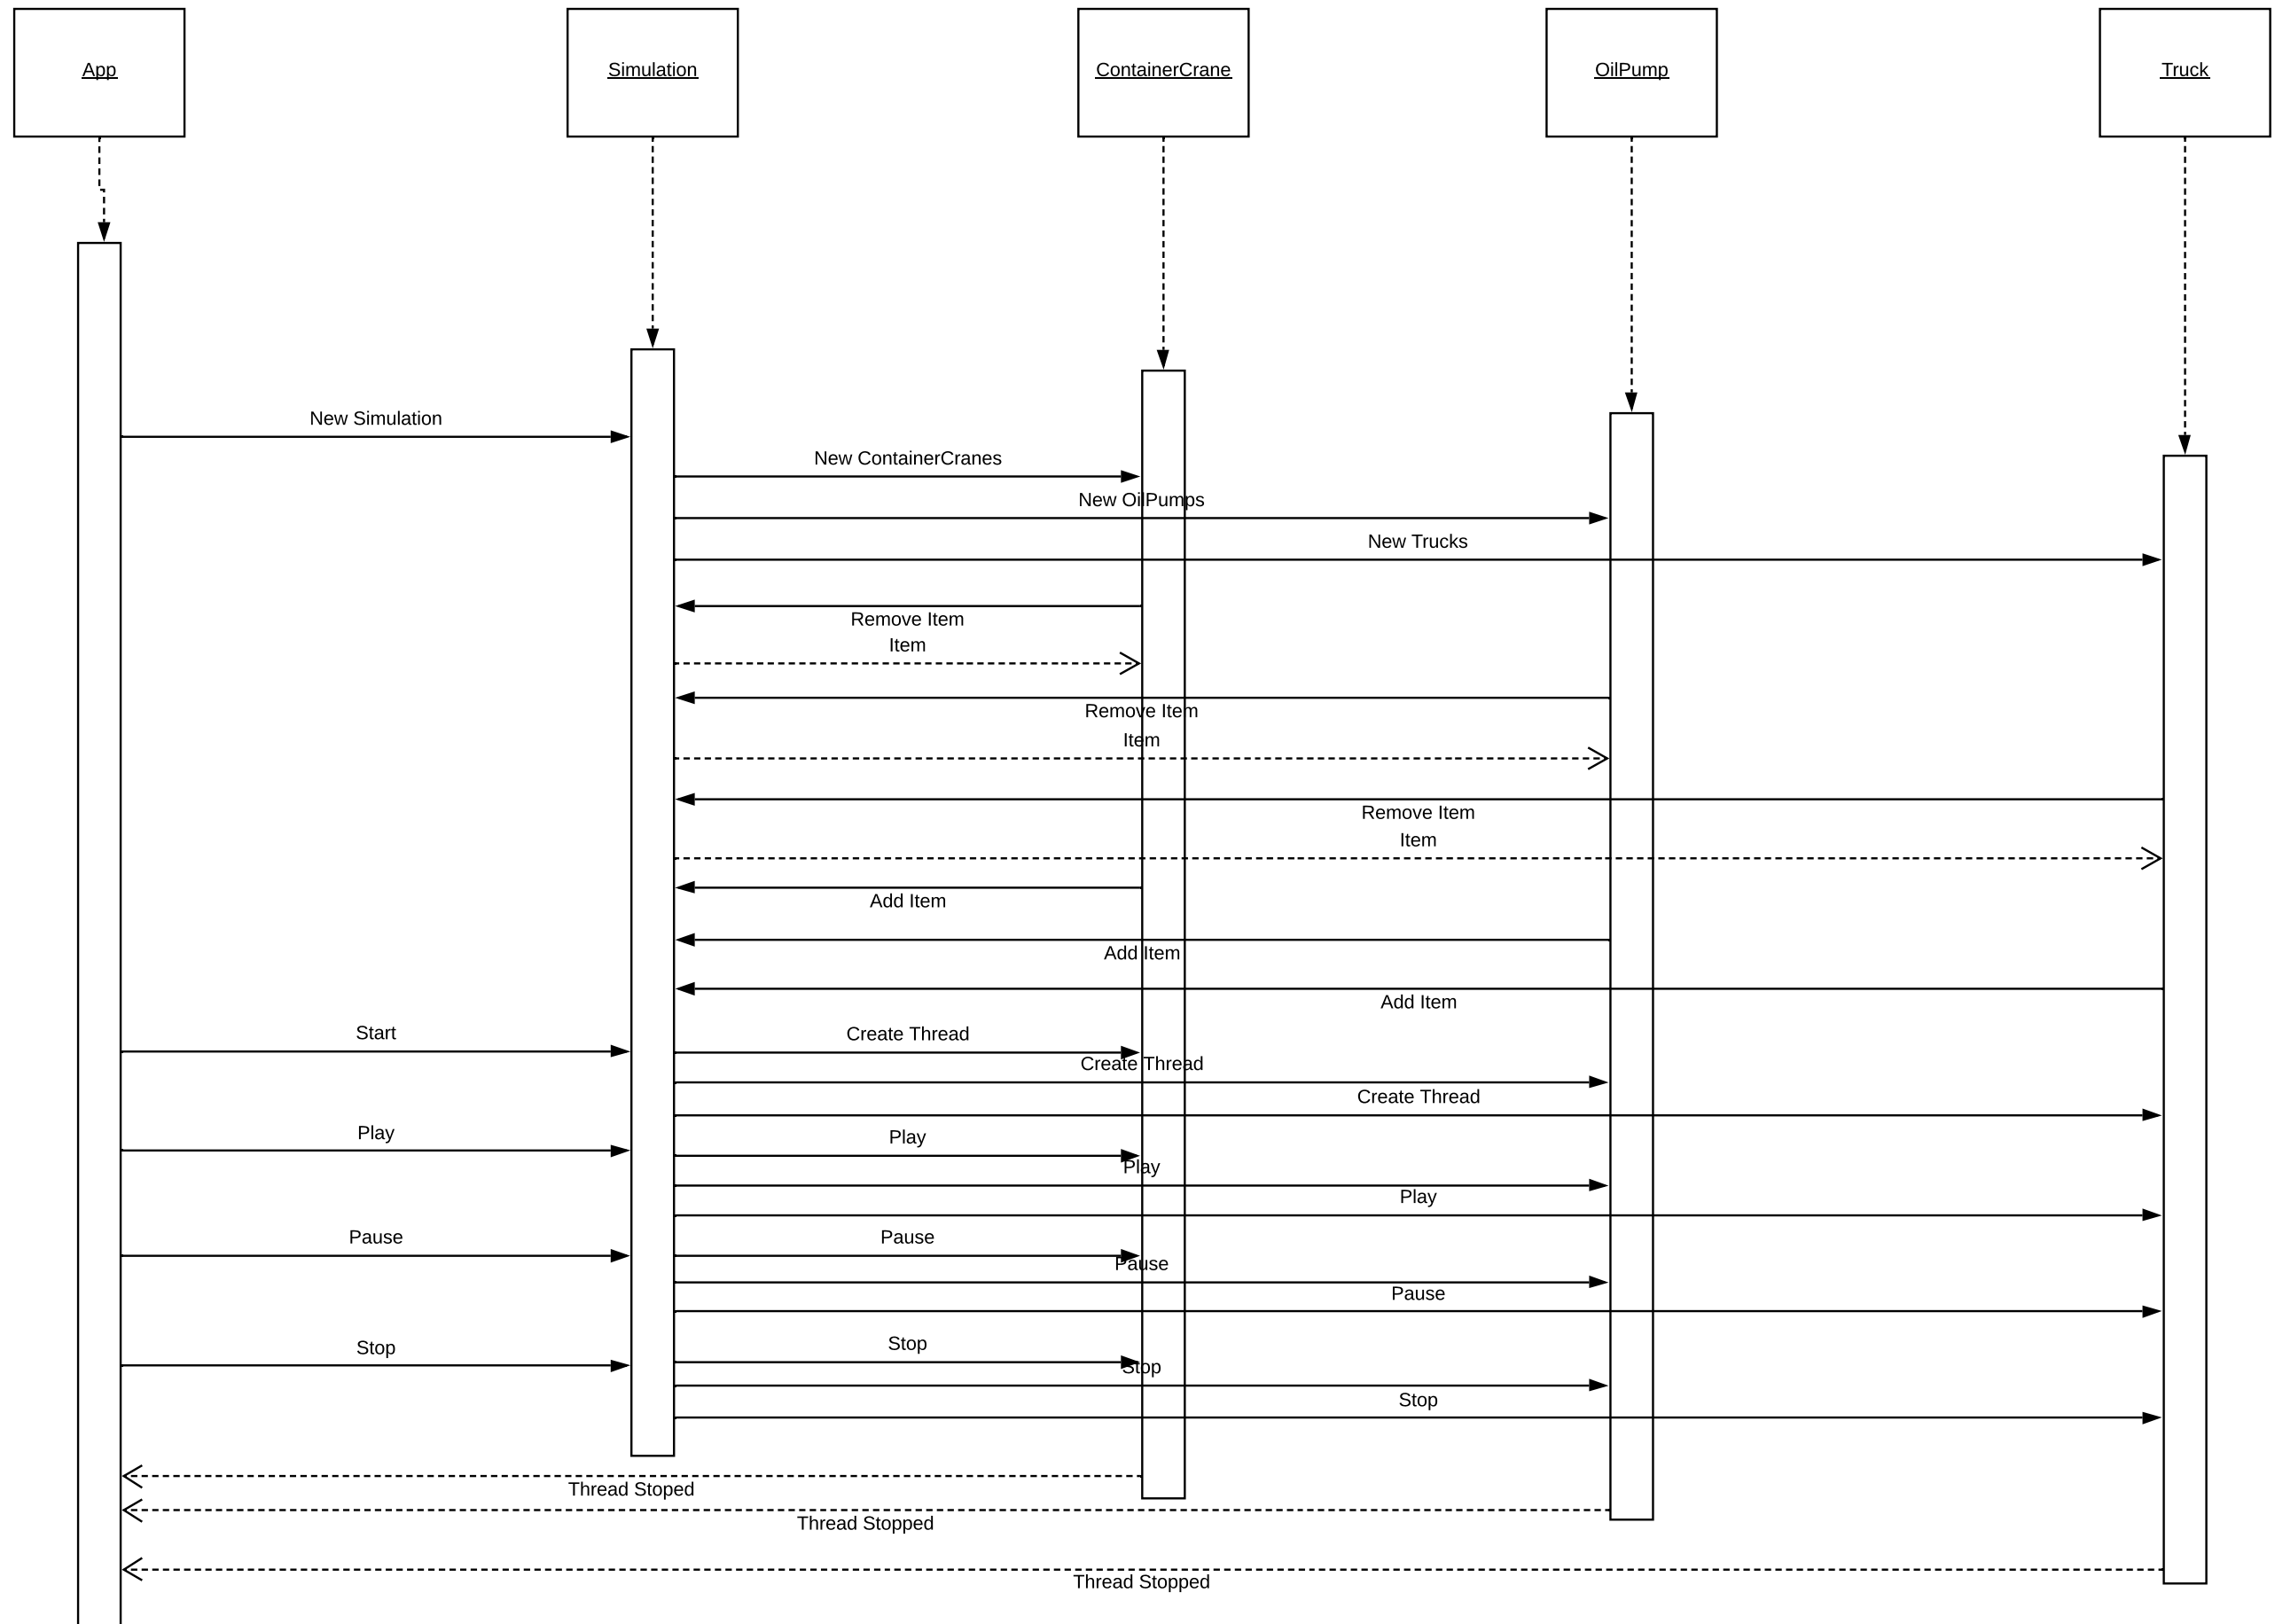 App
Simulation
ContainerCrane
OilPump
Truck
New Simulation
New ContainerCranes
New OilPumps
New Trucks
Remove Item
Item
Remove Item
Item
Remove Item
Item
Add Item
Add Item
Add Item
Start
Create Thread
Create Thread
Create Thread
Play
Play
Play
Play
Pause
Pause
Pause
Pause
Stop
Stop
Stop
Stop
Thread Stoped
Thread Stopped
Thread Stopped